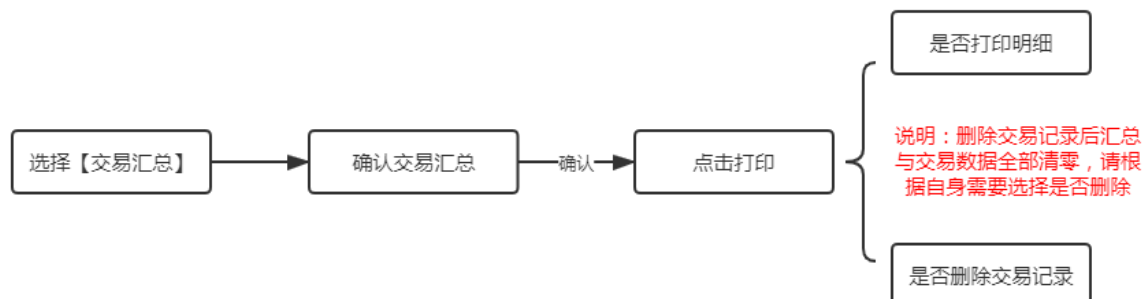 是否打印明细
选择【交易汇总】
确认交易汇总
确认
点击打印
说明：删除交易记录后汇总
与交易数据全部清零，请根
据自身需要选择是否删除
是否删除交易记录